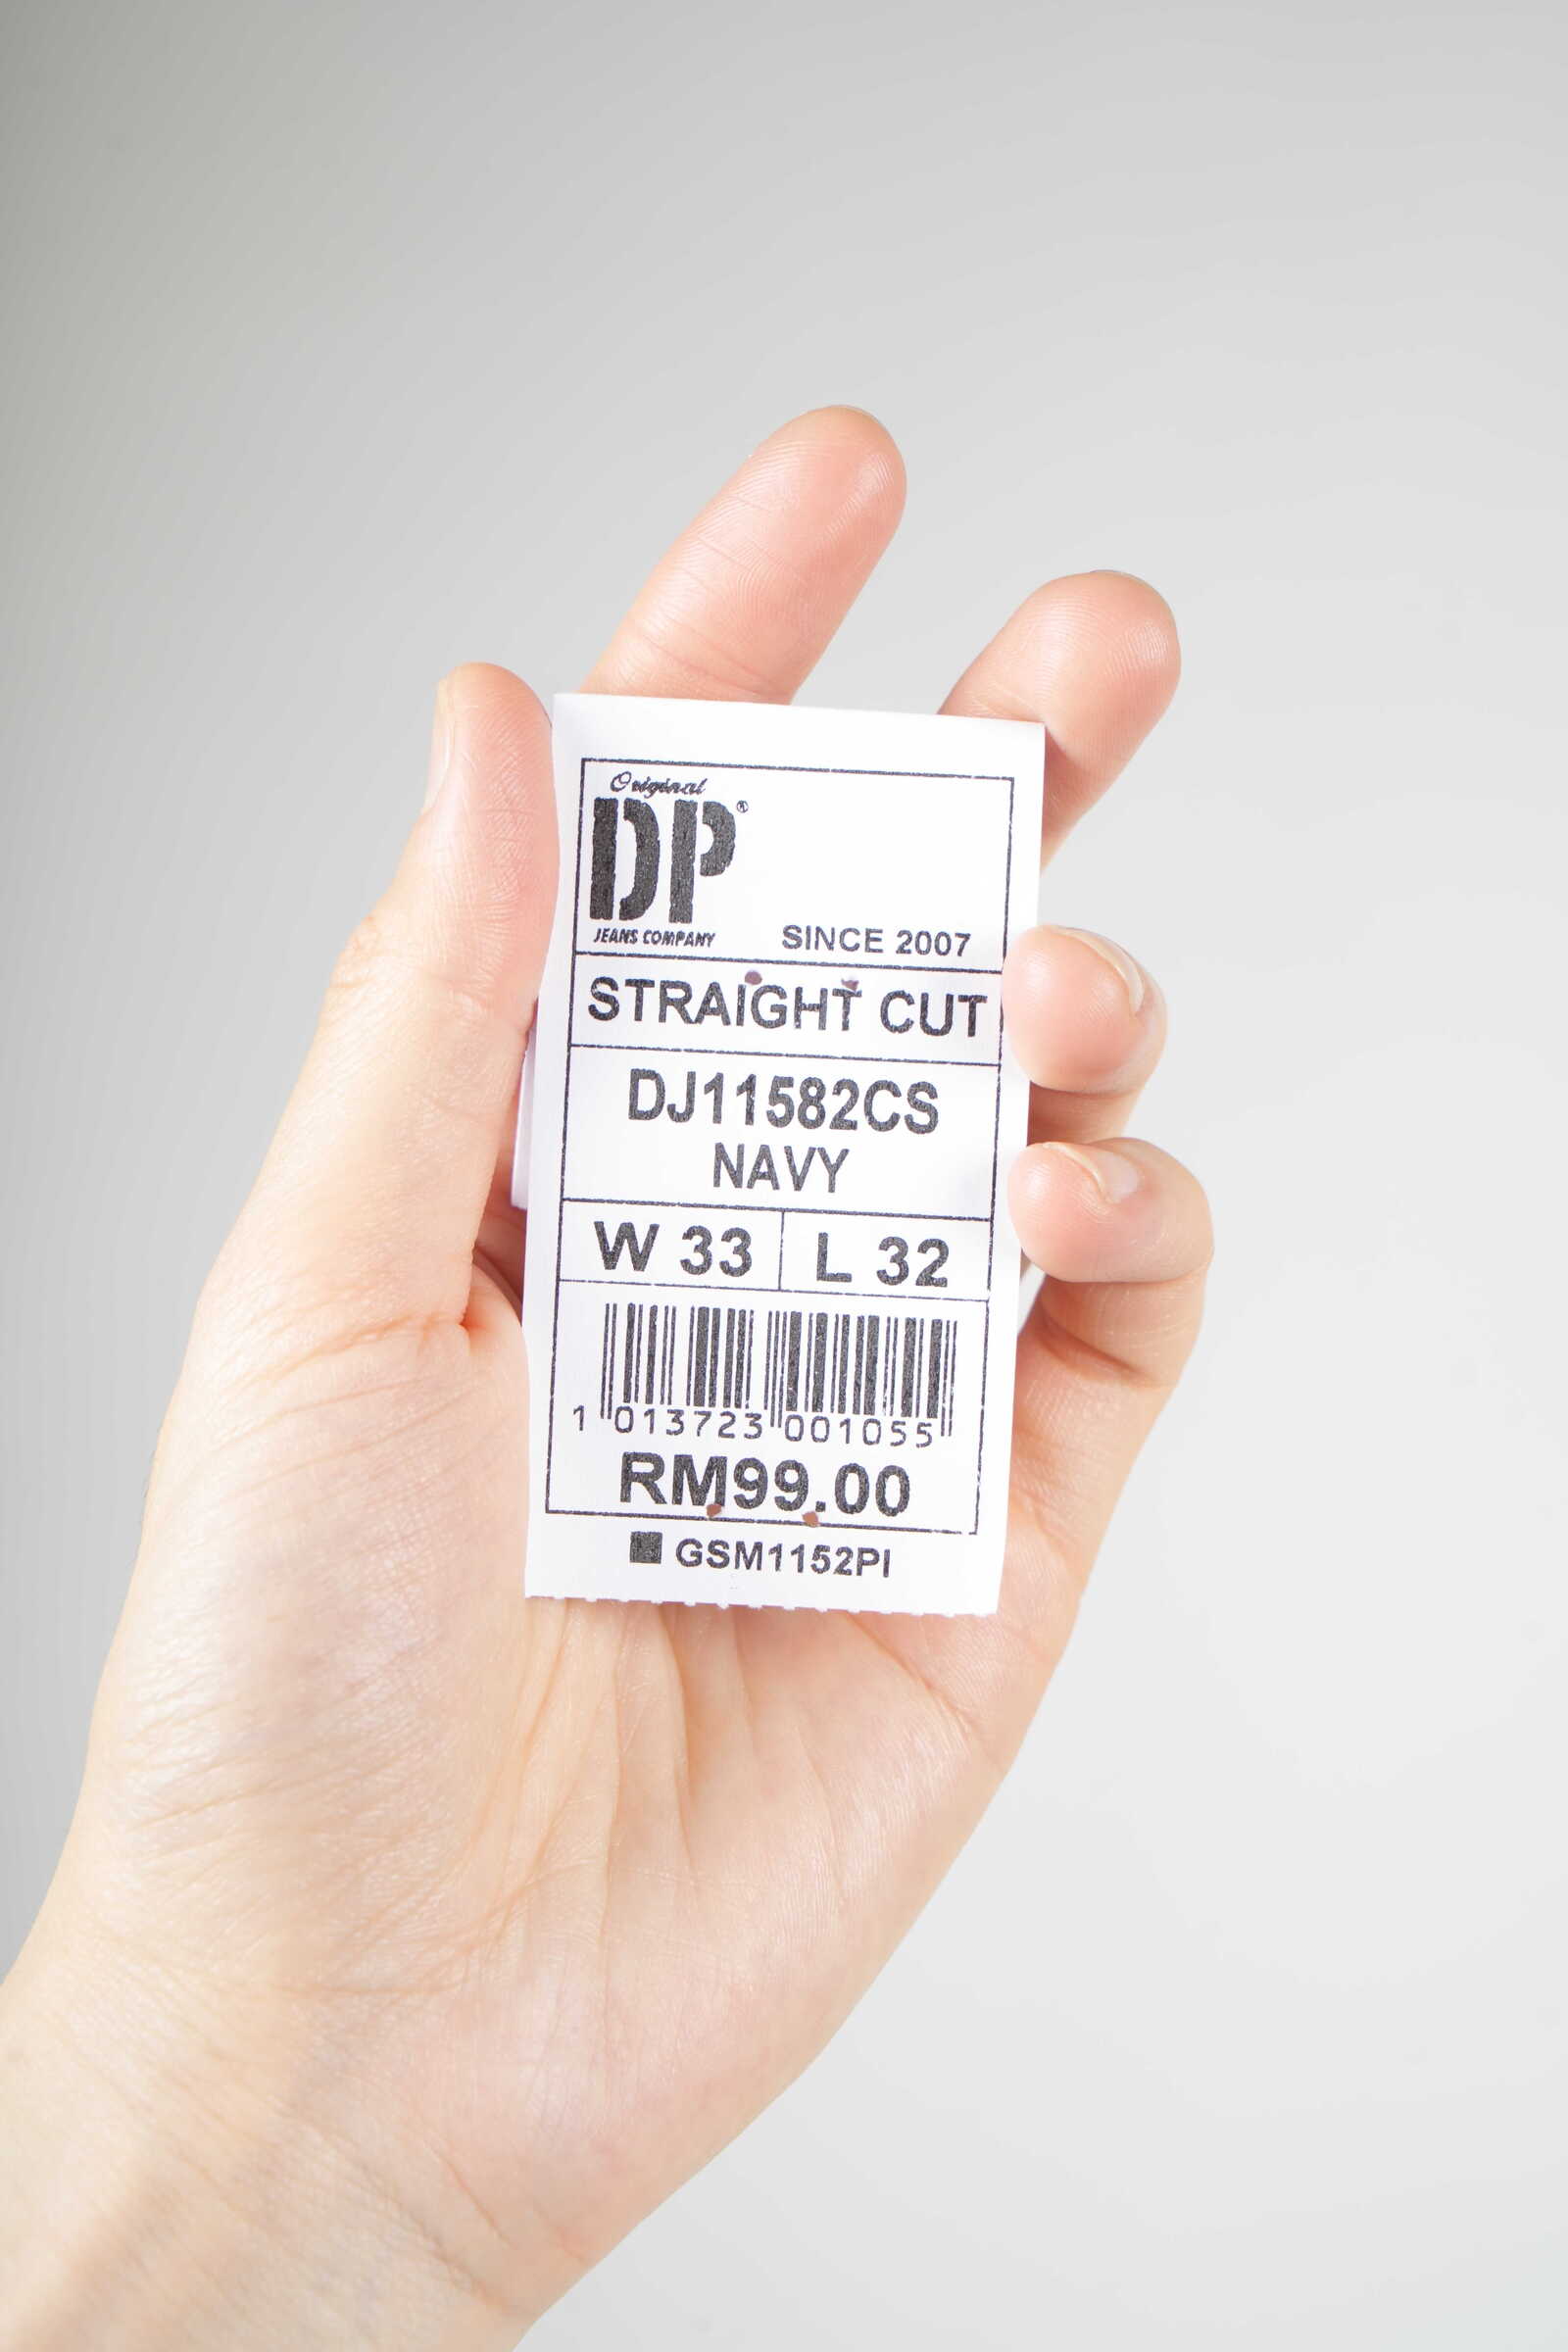 Original
DP®
JEANS COMPANY
SINCE 2007
STRAIGHT CUT
DJ11582CS
NAVY
W 33
L 32
1 013723 001055
RM99.00
GSM1152PI